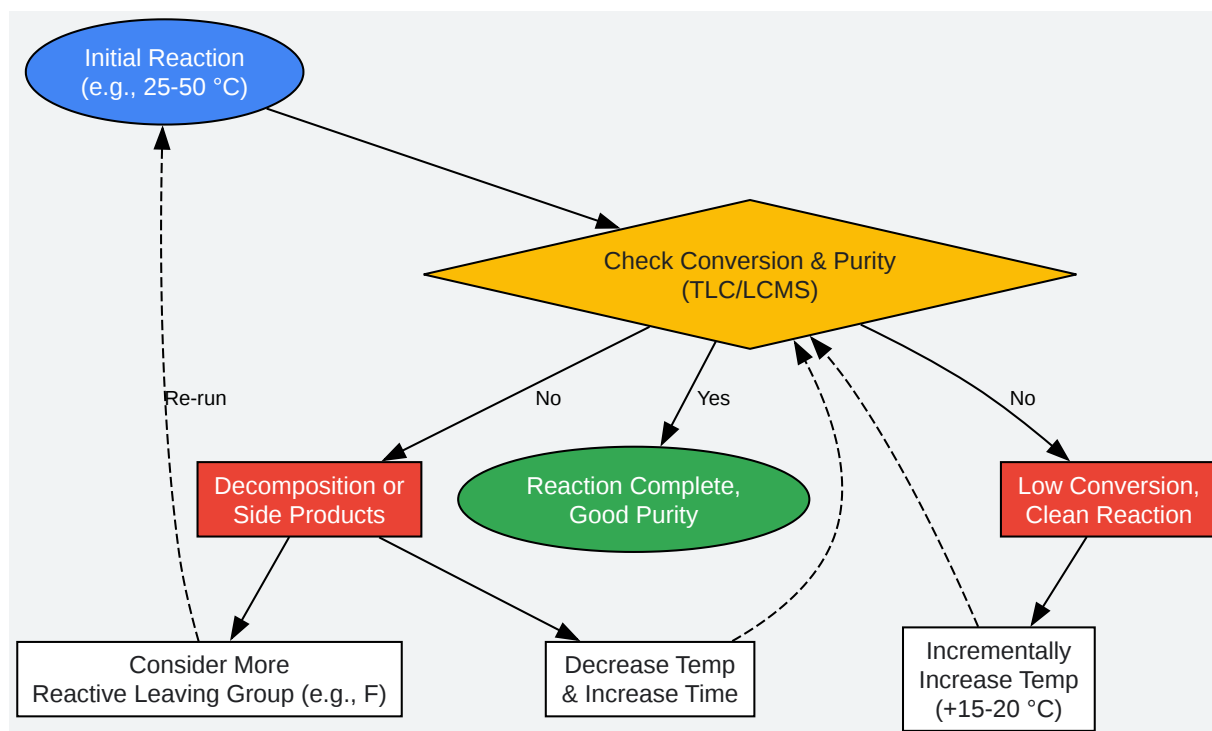 Initial Reaction
(e.g., 25-50 °C)
Check Conversion & Purity
(TLC/LCMS)
Re-run
No
Yes
No
Decomposition or
Side Products
Reaction Complete,
Good Purity
Low Conversion,
Clean Reaction
Consider More
Reactive Leaving Group (e.g., F)
Decrease Temp
& Increase Time
Incrementally
Increase Temp
(+15-20 °C)